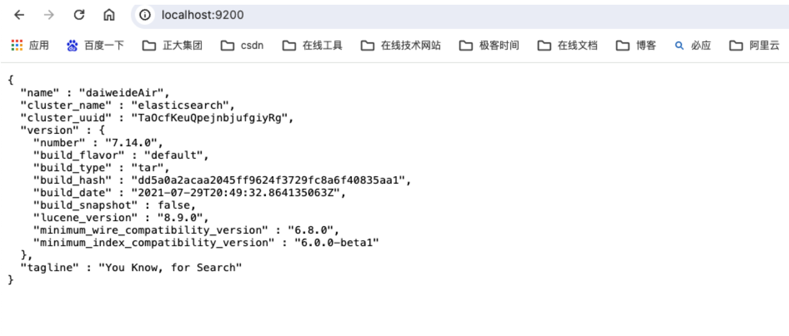 localhost:9200
应用 百度一下 正大集团 csdn 在线工具 在线技术网站 极客时间 在线文档 博客 必应 阿里云
{
"name" : "daiweideAir",
"cluster_name" : "elasticsearch",
"cluster_uuid" : "TaOcfKeuQpejnbjufgiyRg",
"version" : {
"number" : "7.14.0",
"build_flavor" : "default",
"build_type" : "tar",
"build_hash" : "dd5a0a2acaa2045ff9624f3729fc8a6f40835aa1",
"build_date" : "2021-07-29T20:49:32.864135063Z",
"build_snapshot" : false,
"lucene_version" : "8.9.0",
"minimum_wire_compatibility_version" : "6.8.0",
"minimum_index_compatibility_version" : "6.0.0-beta1"
},
"tagline" : "You Know, for Search"
}